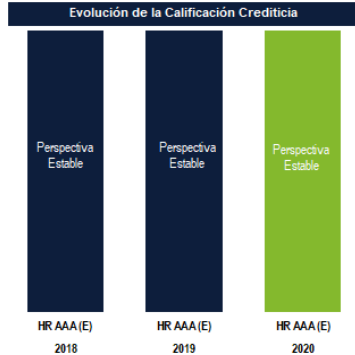 Evolución de la Calificación Crediticia
Perspectiva
Estable
Perspectiva
Estable
Perspectiva
Estable
HR AAA (E)
HR AAA (E)
HR AAA (E)
2018
2019
2020